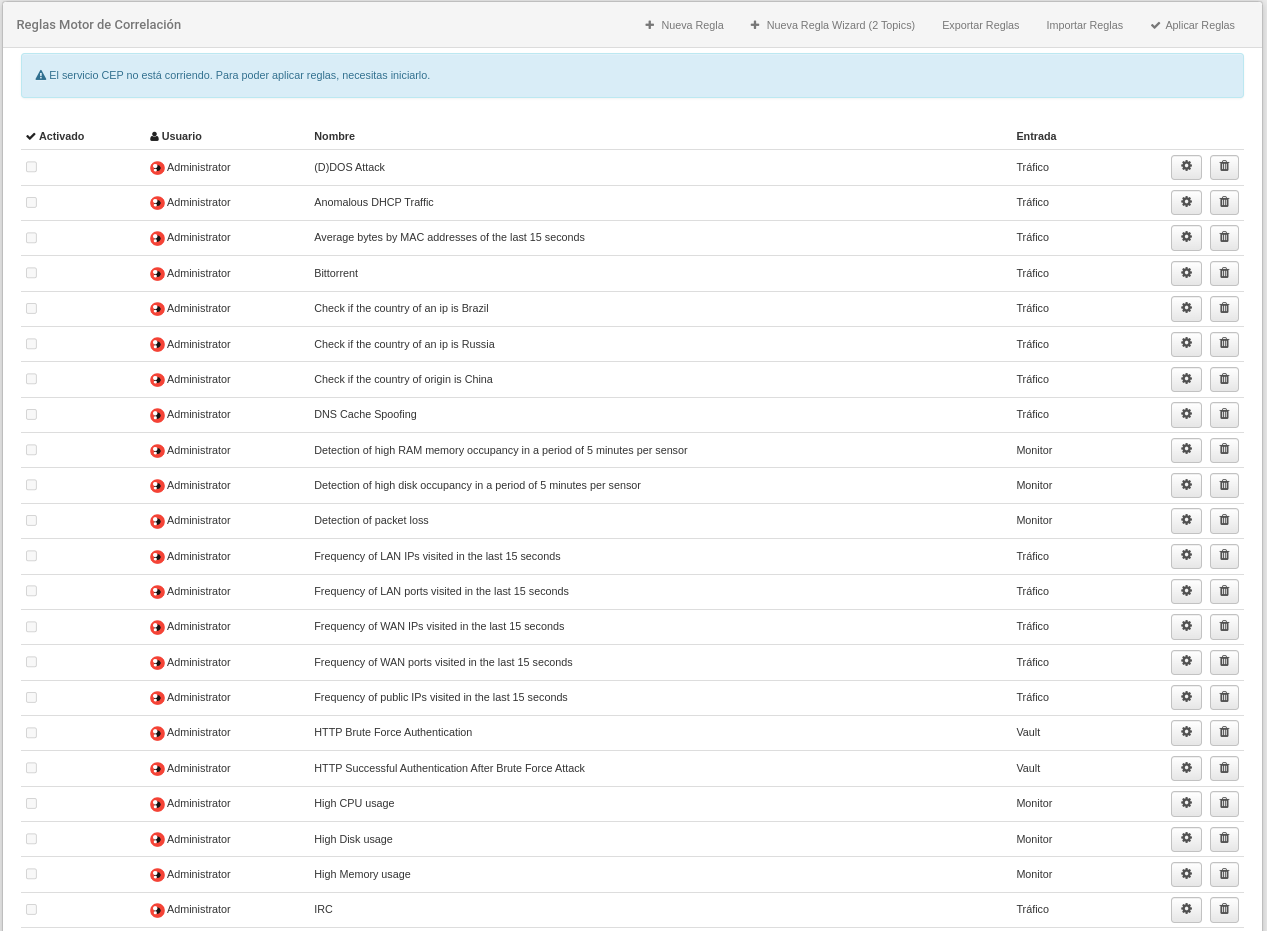 Reglas Motor de Correlación
Nueva Regla Nueva Regla Wizard (2 Topics) Exportar Reglas Importar Reglas Aplicar Reglas
El servicio CEP no está corriendo. Para poder aplicar reglas, necesitas iniciarlo.
Activado Usuario Nombre Entrada
Administrator (D)DOS Attack Tráfico
Administrator Anomalous DHCP Traffic Tráfico
Administrator Average bytes by MAC addresses of the last 15 seconds Tráfico
Administrator Bittorrent Tráfico
Administrator Check if the country of an ip is Brazil Tráfico
Administrator Check if the country of an ip is Russia Tráfico
Administrator Check if the country of origin is China Tráfico
Administrator DNS Cache Spoofing Tráfico
Administrator Detection of high RAM memory occupancy in a period of 5 minutes per sensor Monitor
Administrator Detection of high disk occupancy in a period of 5 minutes per sensor Monitor
Administrator Detection of packet loss Monitor
Administrator Frequency of LAN IPs visited in the last 15 seconds Tráfico
Administrator Frequency of LAN ports visited in the last 15 seconds Tráfico
Administrator Frequency of WAN IPs visited in the last 15 seconds Tráfico
Administrator Frequency of WAN ports visited in the last 15 seconds Tráfico
Administrator Frequency of public IPs visited in the last 15 seconds Tráfico
Administrator HTTP Brute Force Authentication Vault
Administrator HTTP Successful Authentication After Brute Force Attack Vault
Administrator High CPU usage Monitor
Administrator High Disk usage Monitor
Administrator High Memory usage Monitor
Administrator IRC Tráfico